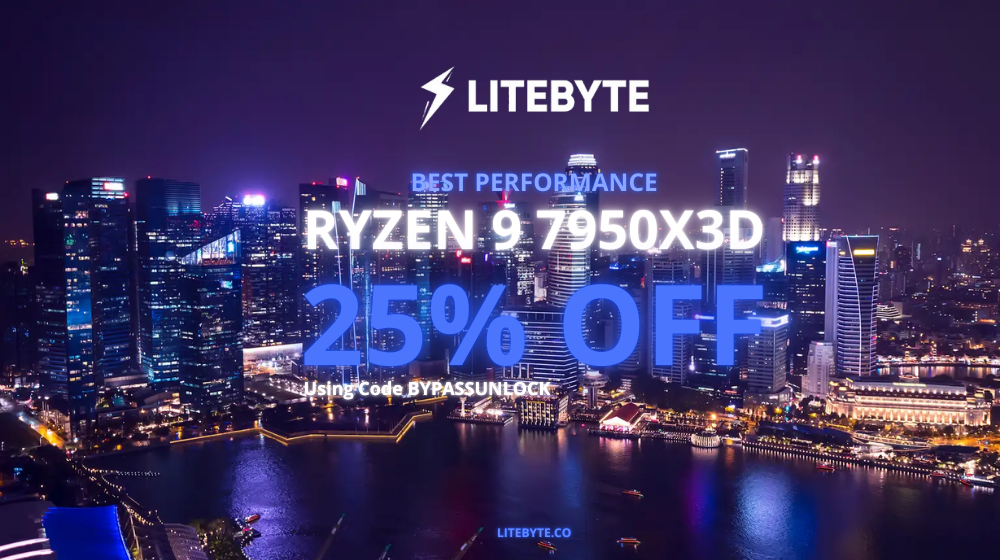 LITEBYTE
BEST PERFORMANCE
RYZEN 9 7950X3D
25% OFF
Using Code BYPASSUNLOCK
LITEBYTE.CO